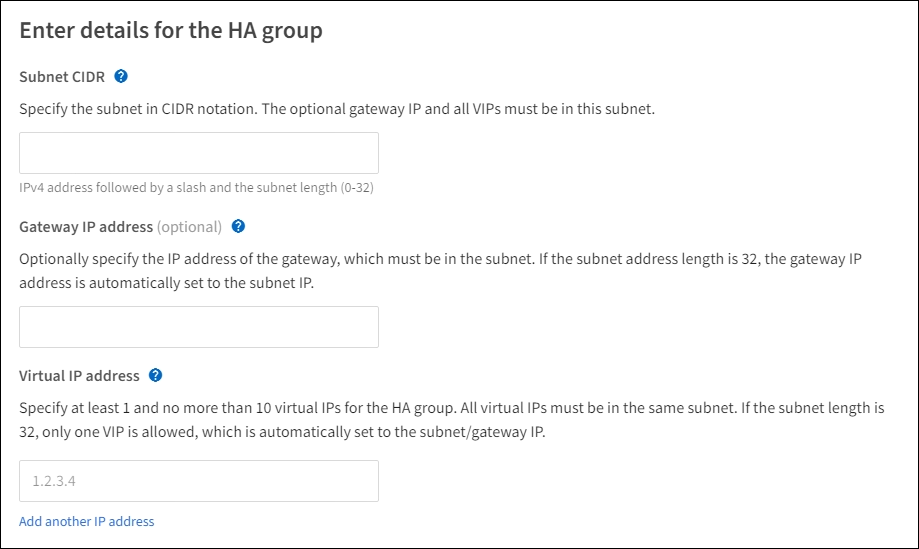 Enter details for the HA group
Subnet CIDR ?
Specify the subnet in CIDR notation. The optional gateway IP and all VIPs must be in this subnet.
IPv4 address followed by a slash and the subnet length (0-32)
Gateway IP address (optional) ?
Optionally specify the IP address of the gateway, which must be in the subnet. If the subnet address length is 32, the gateway IP
address is automatically set to the subnet IP.
Virtual IP address ?
Specify at least 1 and no more than 10 virtual IPs for the HA group. All virtual IPs must be in the same subnet. If the subnet length is
32, only one VIP is allowed, which is automatically set to the subnet/gateway IP.
1.2.3.4
Add another IP address